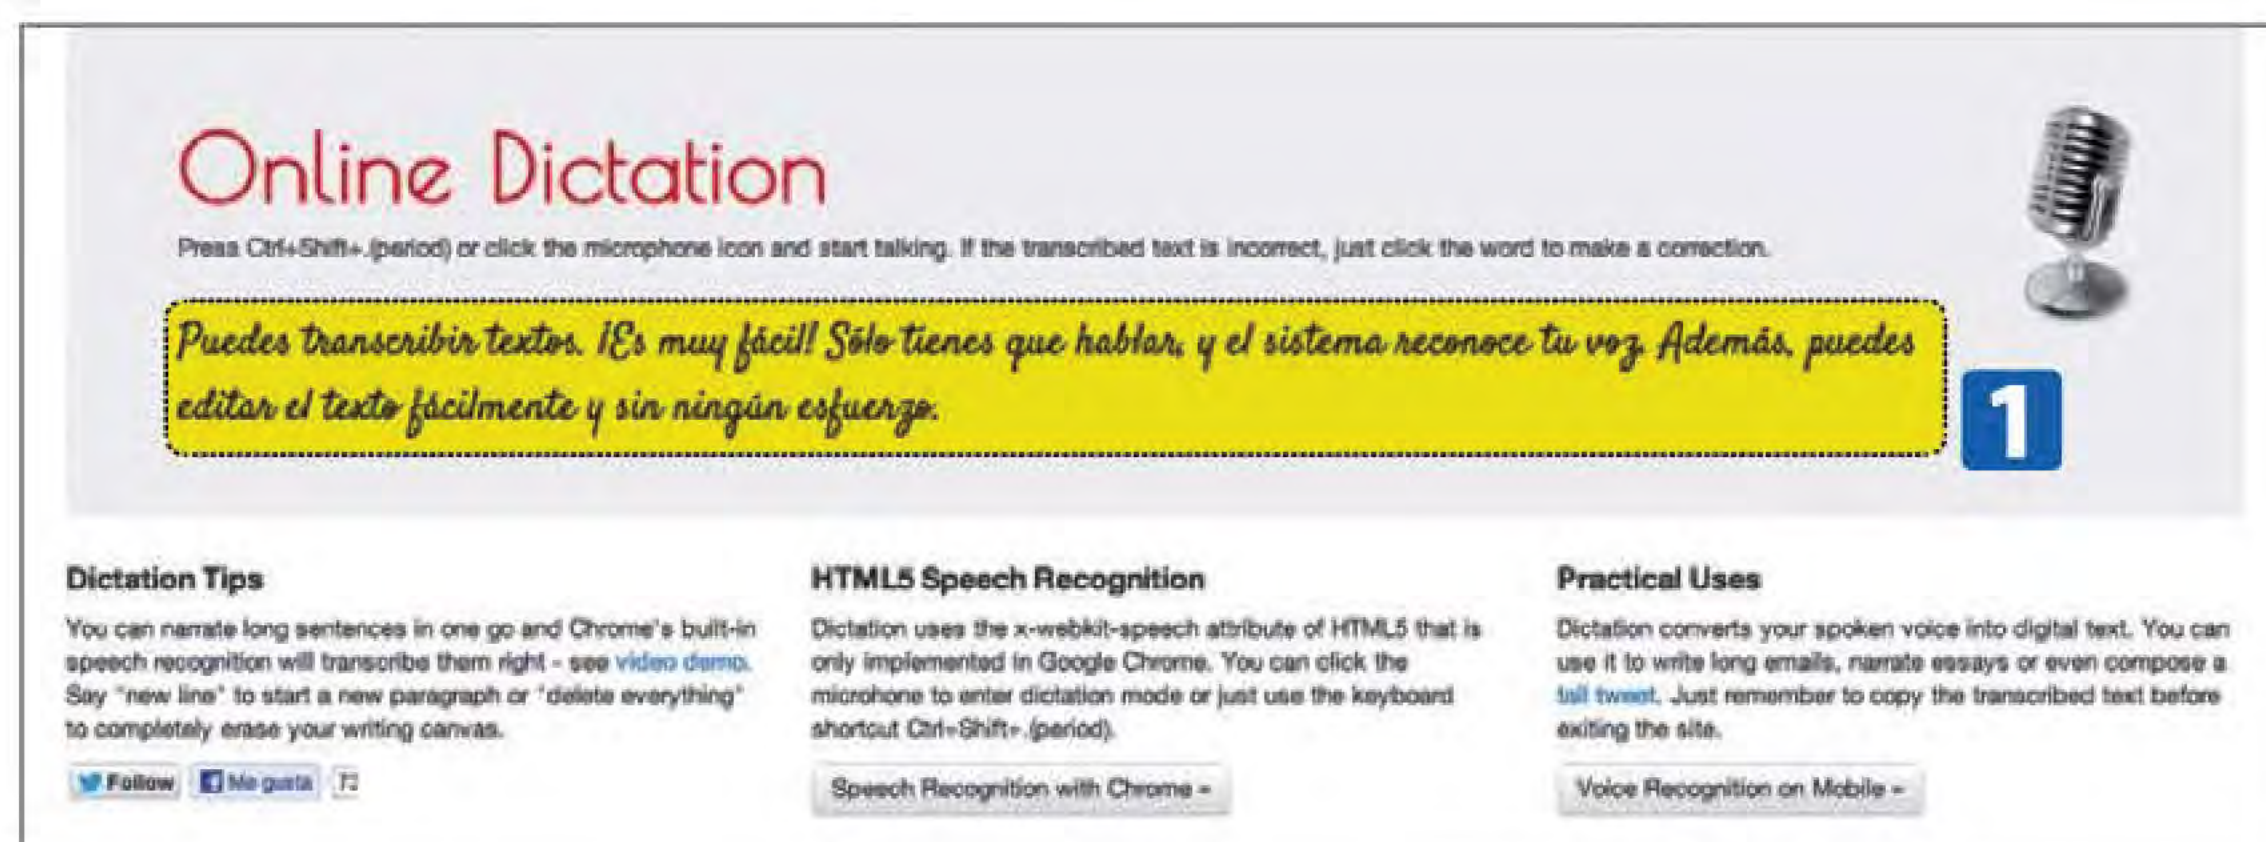 Online Dictation
Press Ctrl+Shift+.(period) or click the microphone icon and start talking. If the transcribed text is incorrect, just click the word to make a correction.
Puedes transcribir textos. ¡Es muy fácil! Sólo tienes que hablar, y el sistema reconoce tu voz. Además, puedes
editar el texto fácilmente y sin ningún esfuerzo.
1
Dictation Tips
You can narrate long sentences in one go and Chrome's built-in
speech recognition will transcribe them right - see video demo.
Say "new line" to start a new paragraph or "delete everything"
to completely erase your writing canvas.
Follow Me gusta
HTML5 Speech Recognition
Dictation uses the x-webkit-speech attribute of HTML5 that is
only implemented in Google Chrome. You can click the
microhone to enter dictation mode or just use the keyboard
shortcut Ctrl+Shift+.(period).
Speech Recognition with Chrome »
Practical Uses
Dictation converts your spoken voice into digital text. You can
use it to write long emails, narrate essays or even compose a
tall tweet. Just remember to copy the transcribed text before
exiting the site.
Voice Recognition on Mobile »